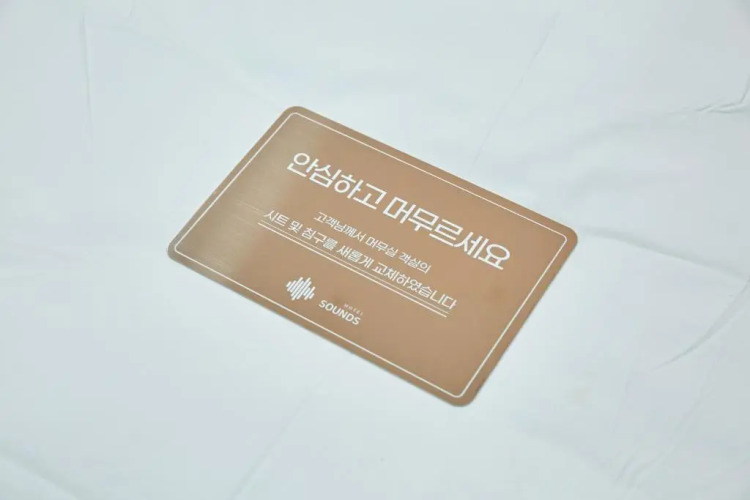 안심하고 머무르세요
고객님께서 머무실 객실의
시트 및 침구를 새롭게 교체하였습니다
SOUNDS